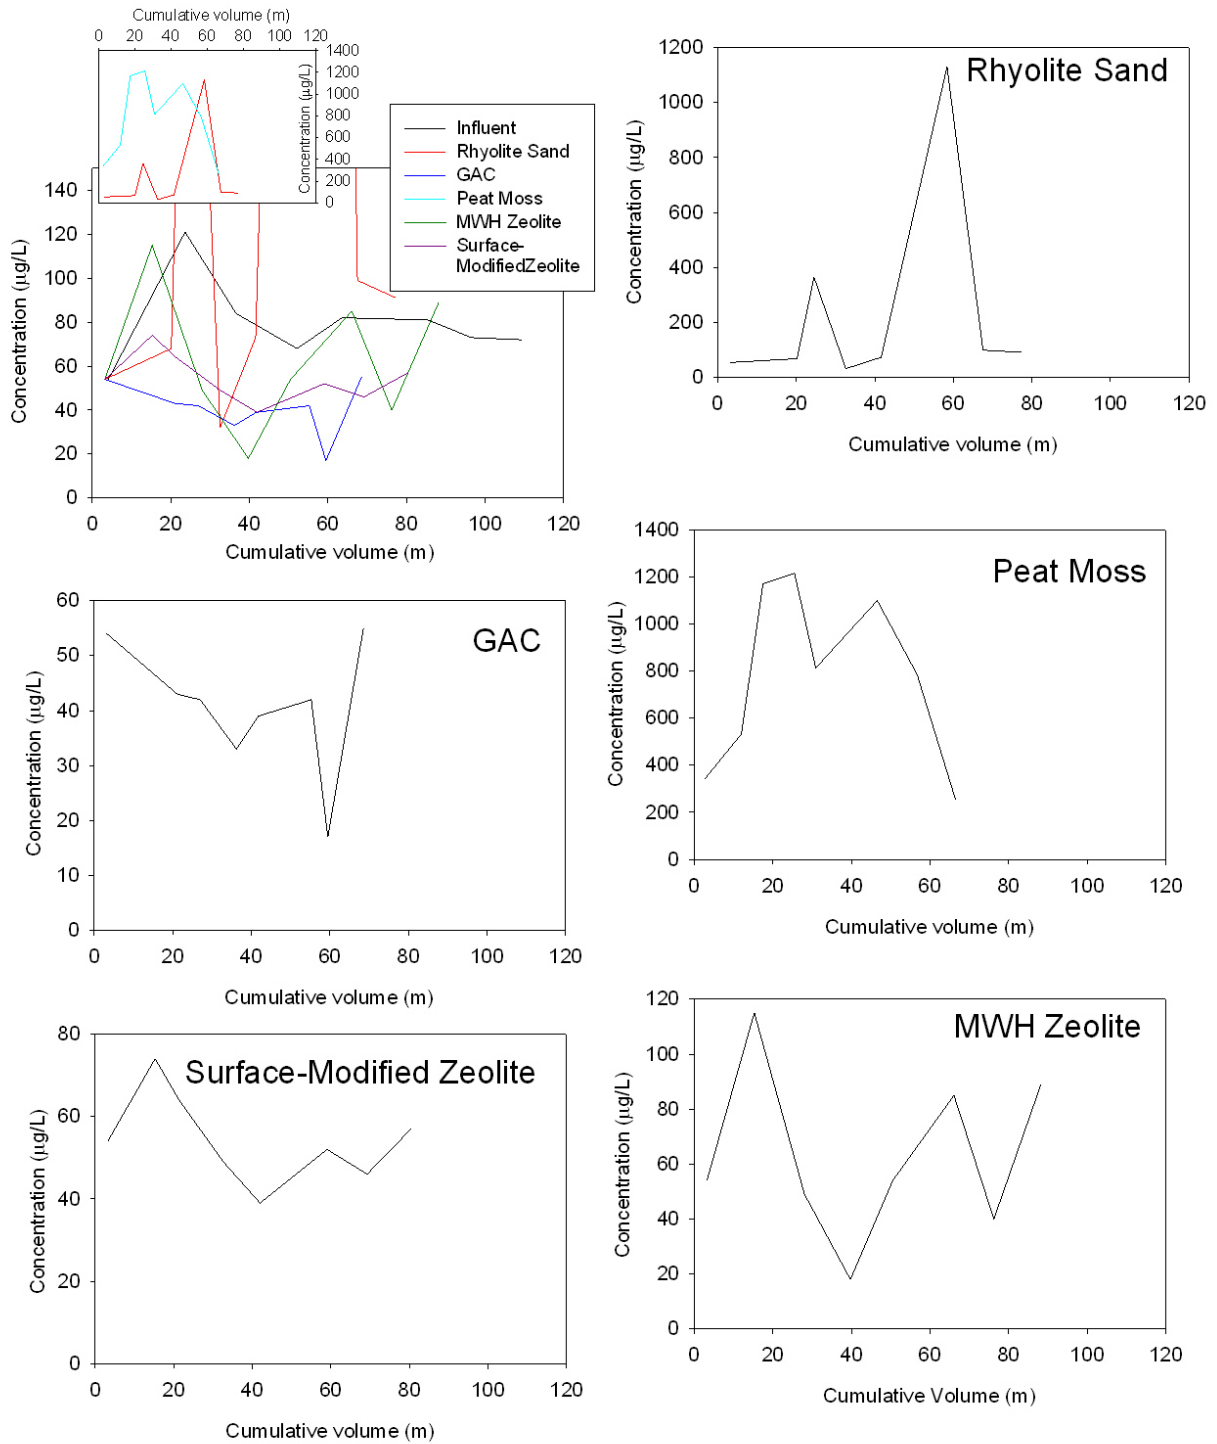 Cumulative volume (m)
0 20 40 60 80 100 120
1400
1200
1000
800
600
400
200
0
Concentration (µg/L)
Influent
Rhyolite Sand
GAC
Peat Moss
MWH Zeolite
Surface-
ModifiedZeolite
140
120
100
80
60
40
20
0
Concentration (µg/L)
0 20 40 60 80 100 120
Cumulative volume (m)
Rhyolite Sand
1200
1000
800
600
400
200
0
Concentration (µg/L)
0 20 40 60 80 100 120
Cumulative volume (m)
GAC
60
50
40
30
20
10
0
Concentration (µg/L)
0 20 40 60 80 100 120
Cumulative volume (m)
Peat Moss
1400
1200
1000
800
600
400
200
0
Concentration (µg/L)
0 20 40 60 80 100 120
Cumulative volume (m)
Surface-Modified Zeolite
80
60
40
20
0
Concentration (µg/L)
0 20 40 60 80 100 120
Cumulative volume (m)
MWH Zeolite
120
100
80
60
40
20
0
Concentration (µg/L)
0 20 40 60 80 100 120
Cumulative Volume (m)